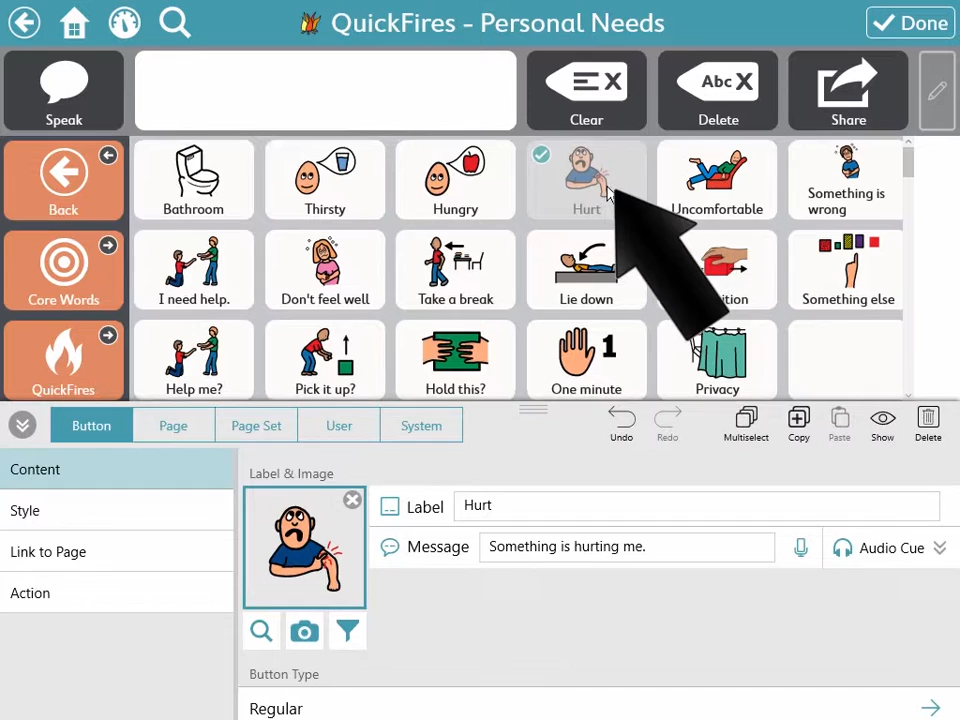 QuickFires - Personal Needs
Done
Speak
Clear
Abc X
Delete
Share
Back
Bathroom
Thirsty
Hungry
Hurt
Uncomfortable
Something is
wrong
Core Words
I need help.
Don't feel well
Take a break
Lie down
Something else
QuickFires
Help me?
Pick it up?
Hold this?
1
One minute
Privacy
Button
Page
Page Set
User
System
Undo
Redo
Multiselect
Copy
Paste
Show
Delete
Content
Style
Link to Page
Action
Label & Image
Label
Hurt
Message
Something is hurting me.
Audio Cue
Button Type
Regular